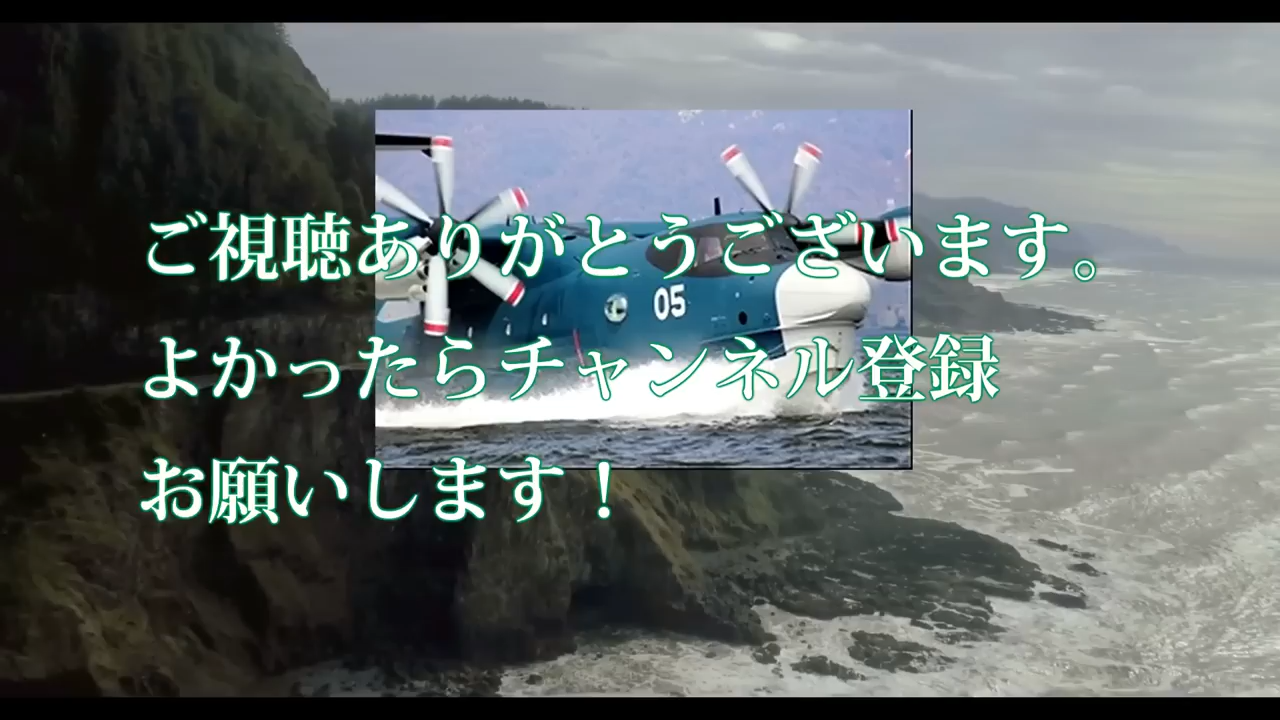 ご視聴ありがとうございます。
05
よかったらチャンネル登録
お願いします！